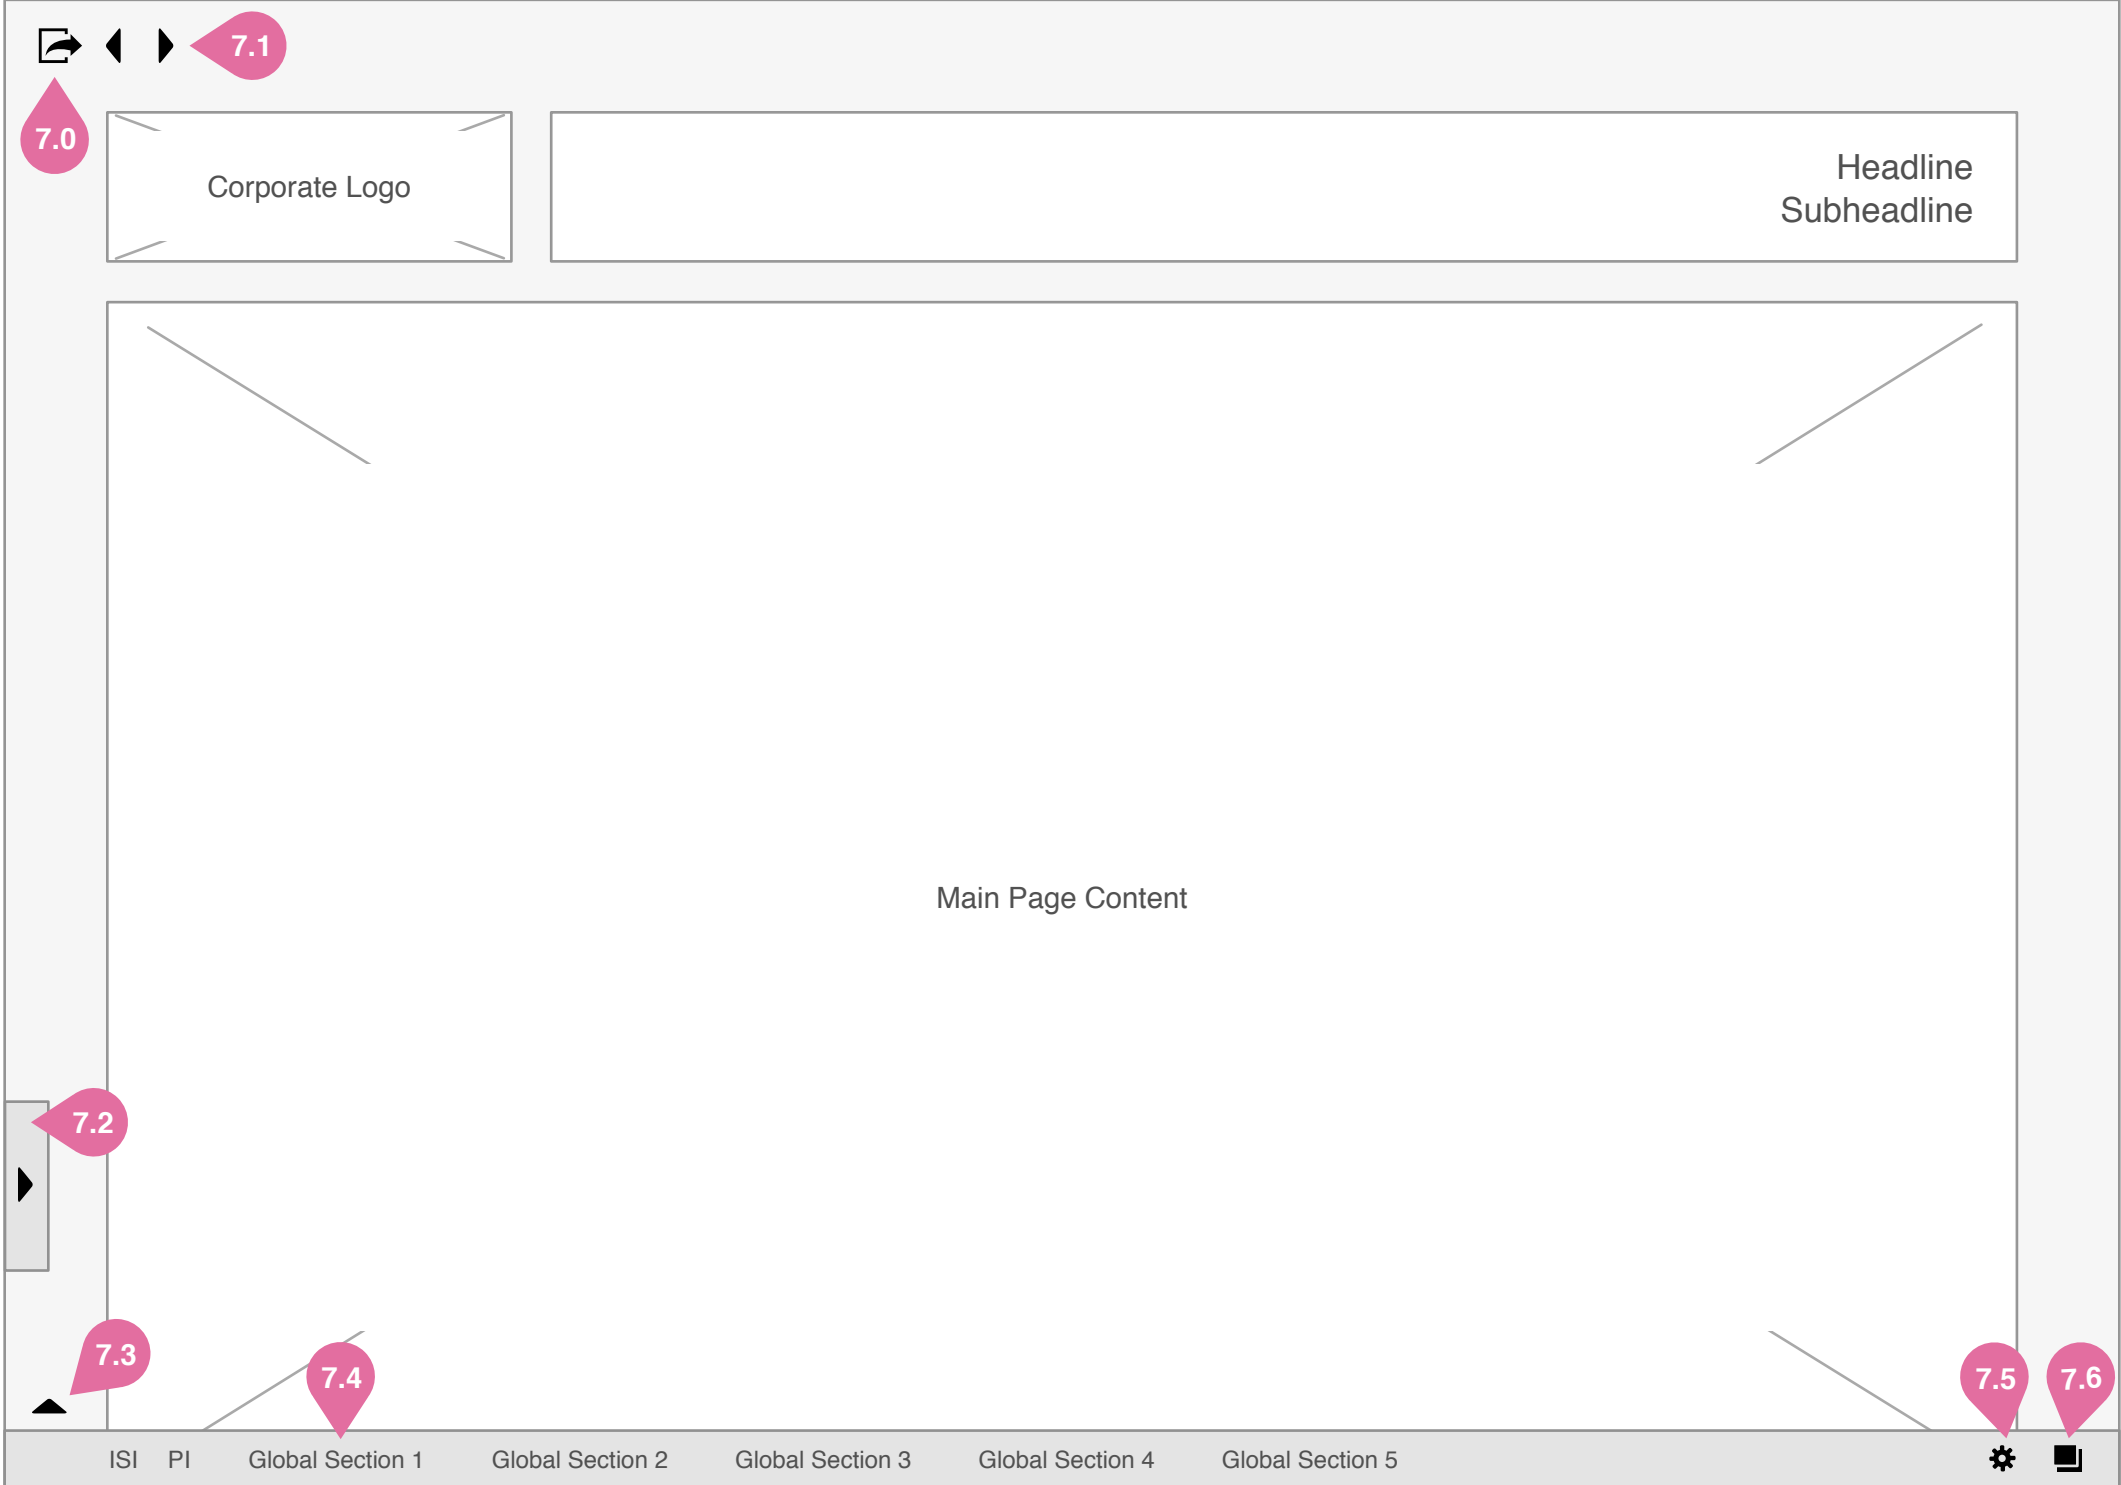 7.1
7.0
Corporate Logo
Headline
Subheadline
Main Page Content
7.2
7.3
7.4
7.5
7.6
ISI PI Global Section 1 Global Section 2 Global Section 3 Global Section 4 Global Section 5